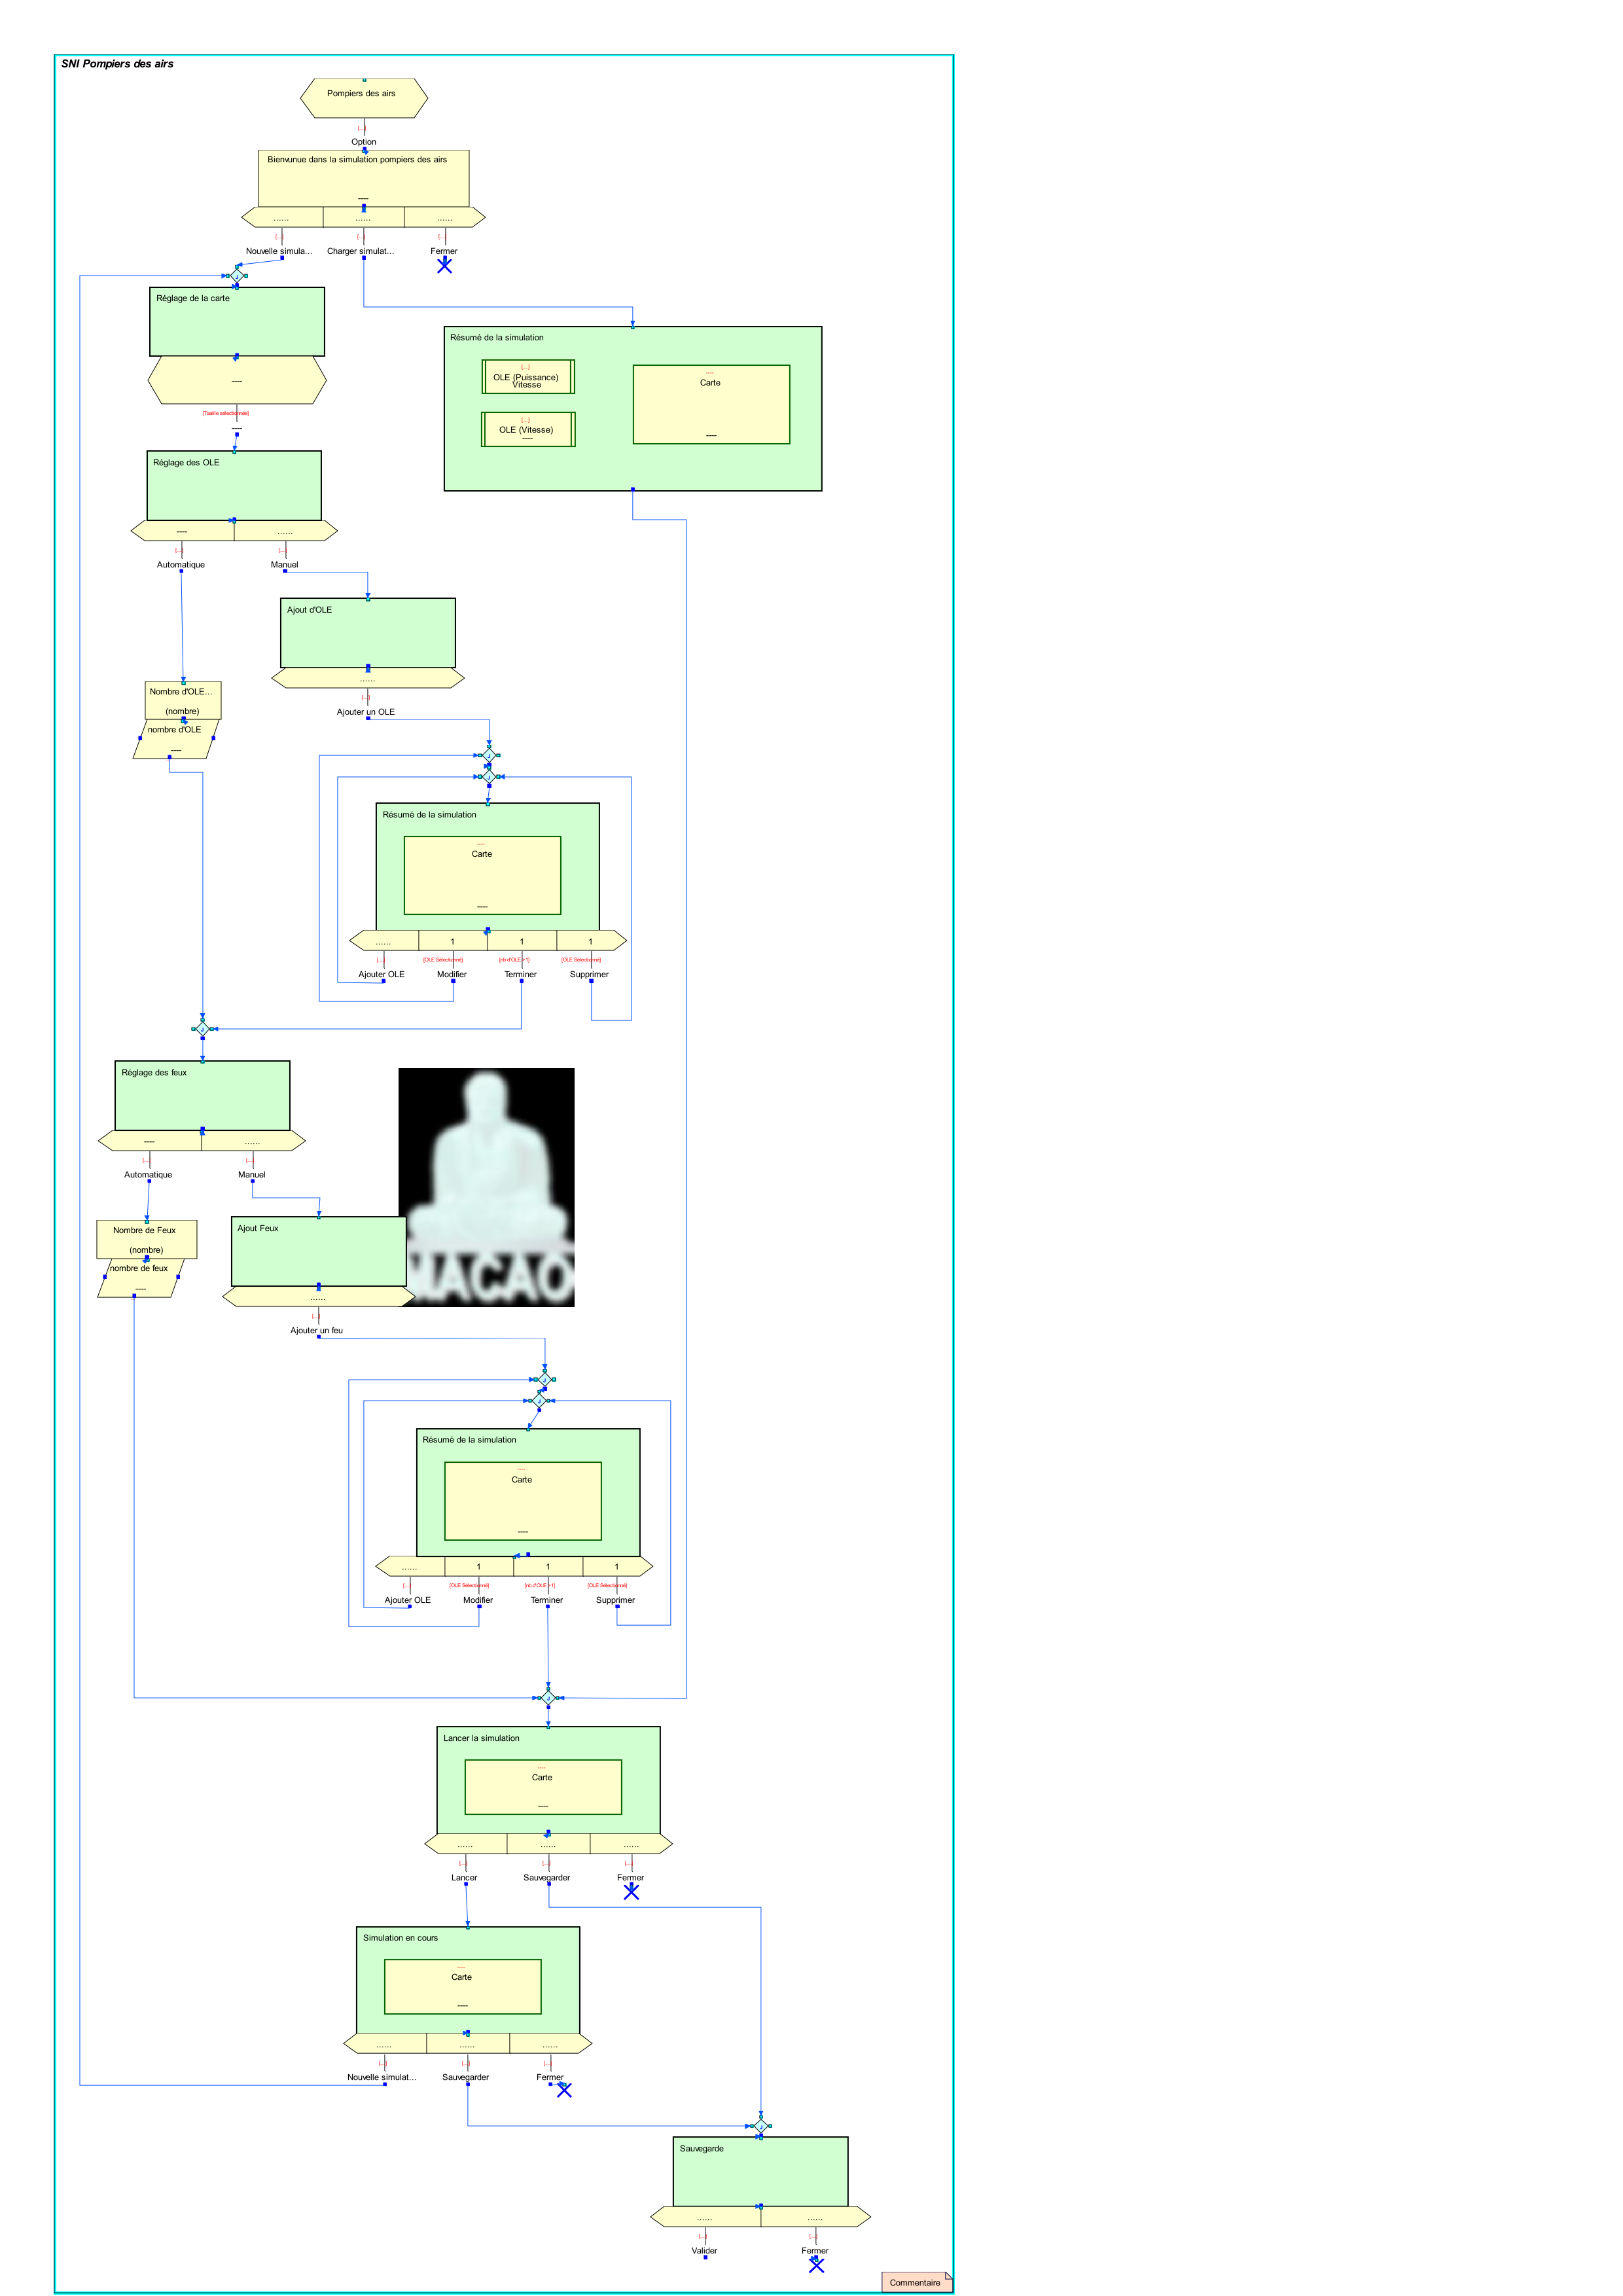 SNI Pompiers des airs
Pompiers des airs
[...]
Option
Bienvunue dans la simulation pompiers des airs
----
...... ...... ......
[...] [...] [...]
Nouvelle simula... Charger simulat... Fermer
J
Réglage de la carte
----
[Taaille sélectionnée]
----
Résumé de la simulation
[...]
OLE (Puissance)
Vitesse
[...]
OLE (Vitesse)
----
----
Carte
----
Réglage des OLE
---- ......
[...] [...]
Automatique Manuel
Ajout d'OLE
......
[...]
Ajouter un OLE
Nombre d'OLE...
(nombre)
nombre d'OLE
----
J
J
Résumé de la simulation
----
Carte
----
...... 1 1 1
[...] [OLE Sélectionné] [nb d'OLE >1] [OLE Sélectionné]
Ajouter OLE Modifier Terminer Supprimer
J
Réglage des feux
---- ......
[...] [...]
Automatique Manuel
Nombre de Feux
(nombre)
nombre de feux
----
Ajout Feux
......
[...]
Ajouter un feu
MACAO
J
J
Résumé de la simulation
----
Carte
----
...... 1 1 1
[...] [OLE Sélectionné] [nb d'OLE >1] [OLE Sélectionné]
Ajouter OLE Modifier Terminer Supprimer
J
Lancer la simulation
----
Carte
----
...... ...... ......
[...] [...] [...]
Lancer Sauvegarder Fermer
Simulation en cours
----
Carte
----
...... ...... ......
[...] [...] [...]
Nouvelle simulat... Sauvegarder Fermer
J
Sauvegarde
...... ......
[...] [...]
Valider Fermer
Commentaire